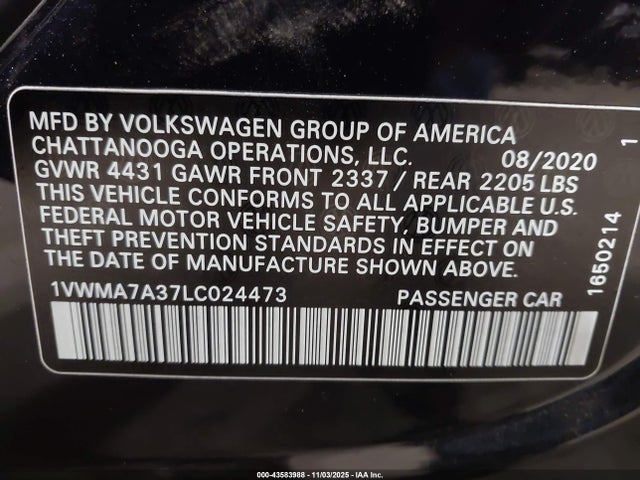 MFD BY VOLKSWAGEN GROUP OF AMERICA
CHATTANOOGA OPERATIONS, LLC. 08/2020
GVWR 4431 GAWR FRONT 2337 / REAR 2205 LBS
THIS VEHICLE CONFORMS TO ALL APPLICABLE U.S.
FEDERAL MOTOR VEHICLE SAFETY, BUMPER AND
THEFT PREVENTION STANDARDS IN EFFECT ON
THE DATE OF MANUFACTURE SHOWN ABOVE.
1VWMA7A37LC024473 PASSENGER CAR
1650214 1
000-43583988 - 11/03/2025 - IAA Inc.